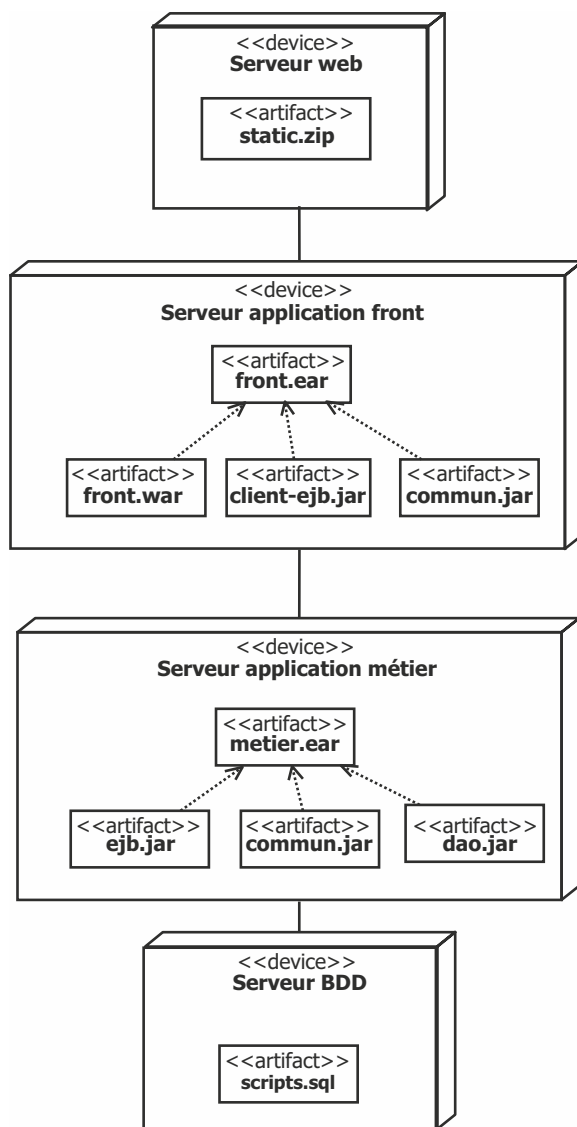 <<device>>
Serveur web
<<artifact>>
static.zip
<<device>>
Serveur application front
<<artifact>>
front.ear
<<artifact>>
front.war
<<artifact>>
client-ejb.jar
<<artifact>>
commun.jar
<<device>>
Serveur application métier
<<artifact>>
metier.ear
<<artifact>>
ejb.jar
<<artifact>>
commun.jar
<<artifact>>
dao.jar
<<device>>
Serveur BDD
<<artifact>>
scripts.sql